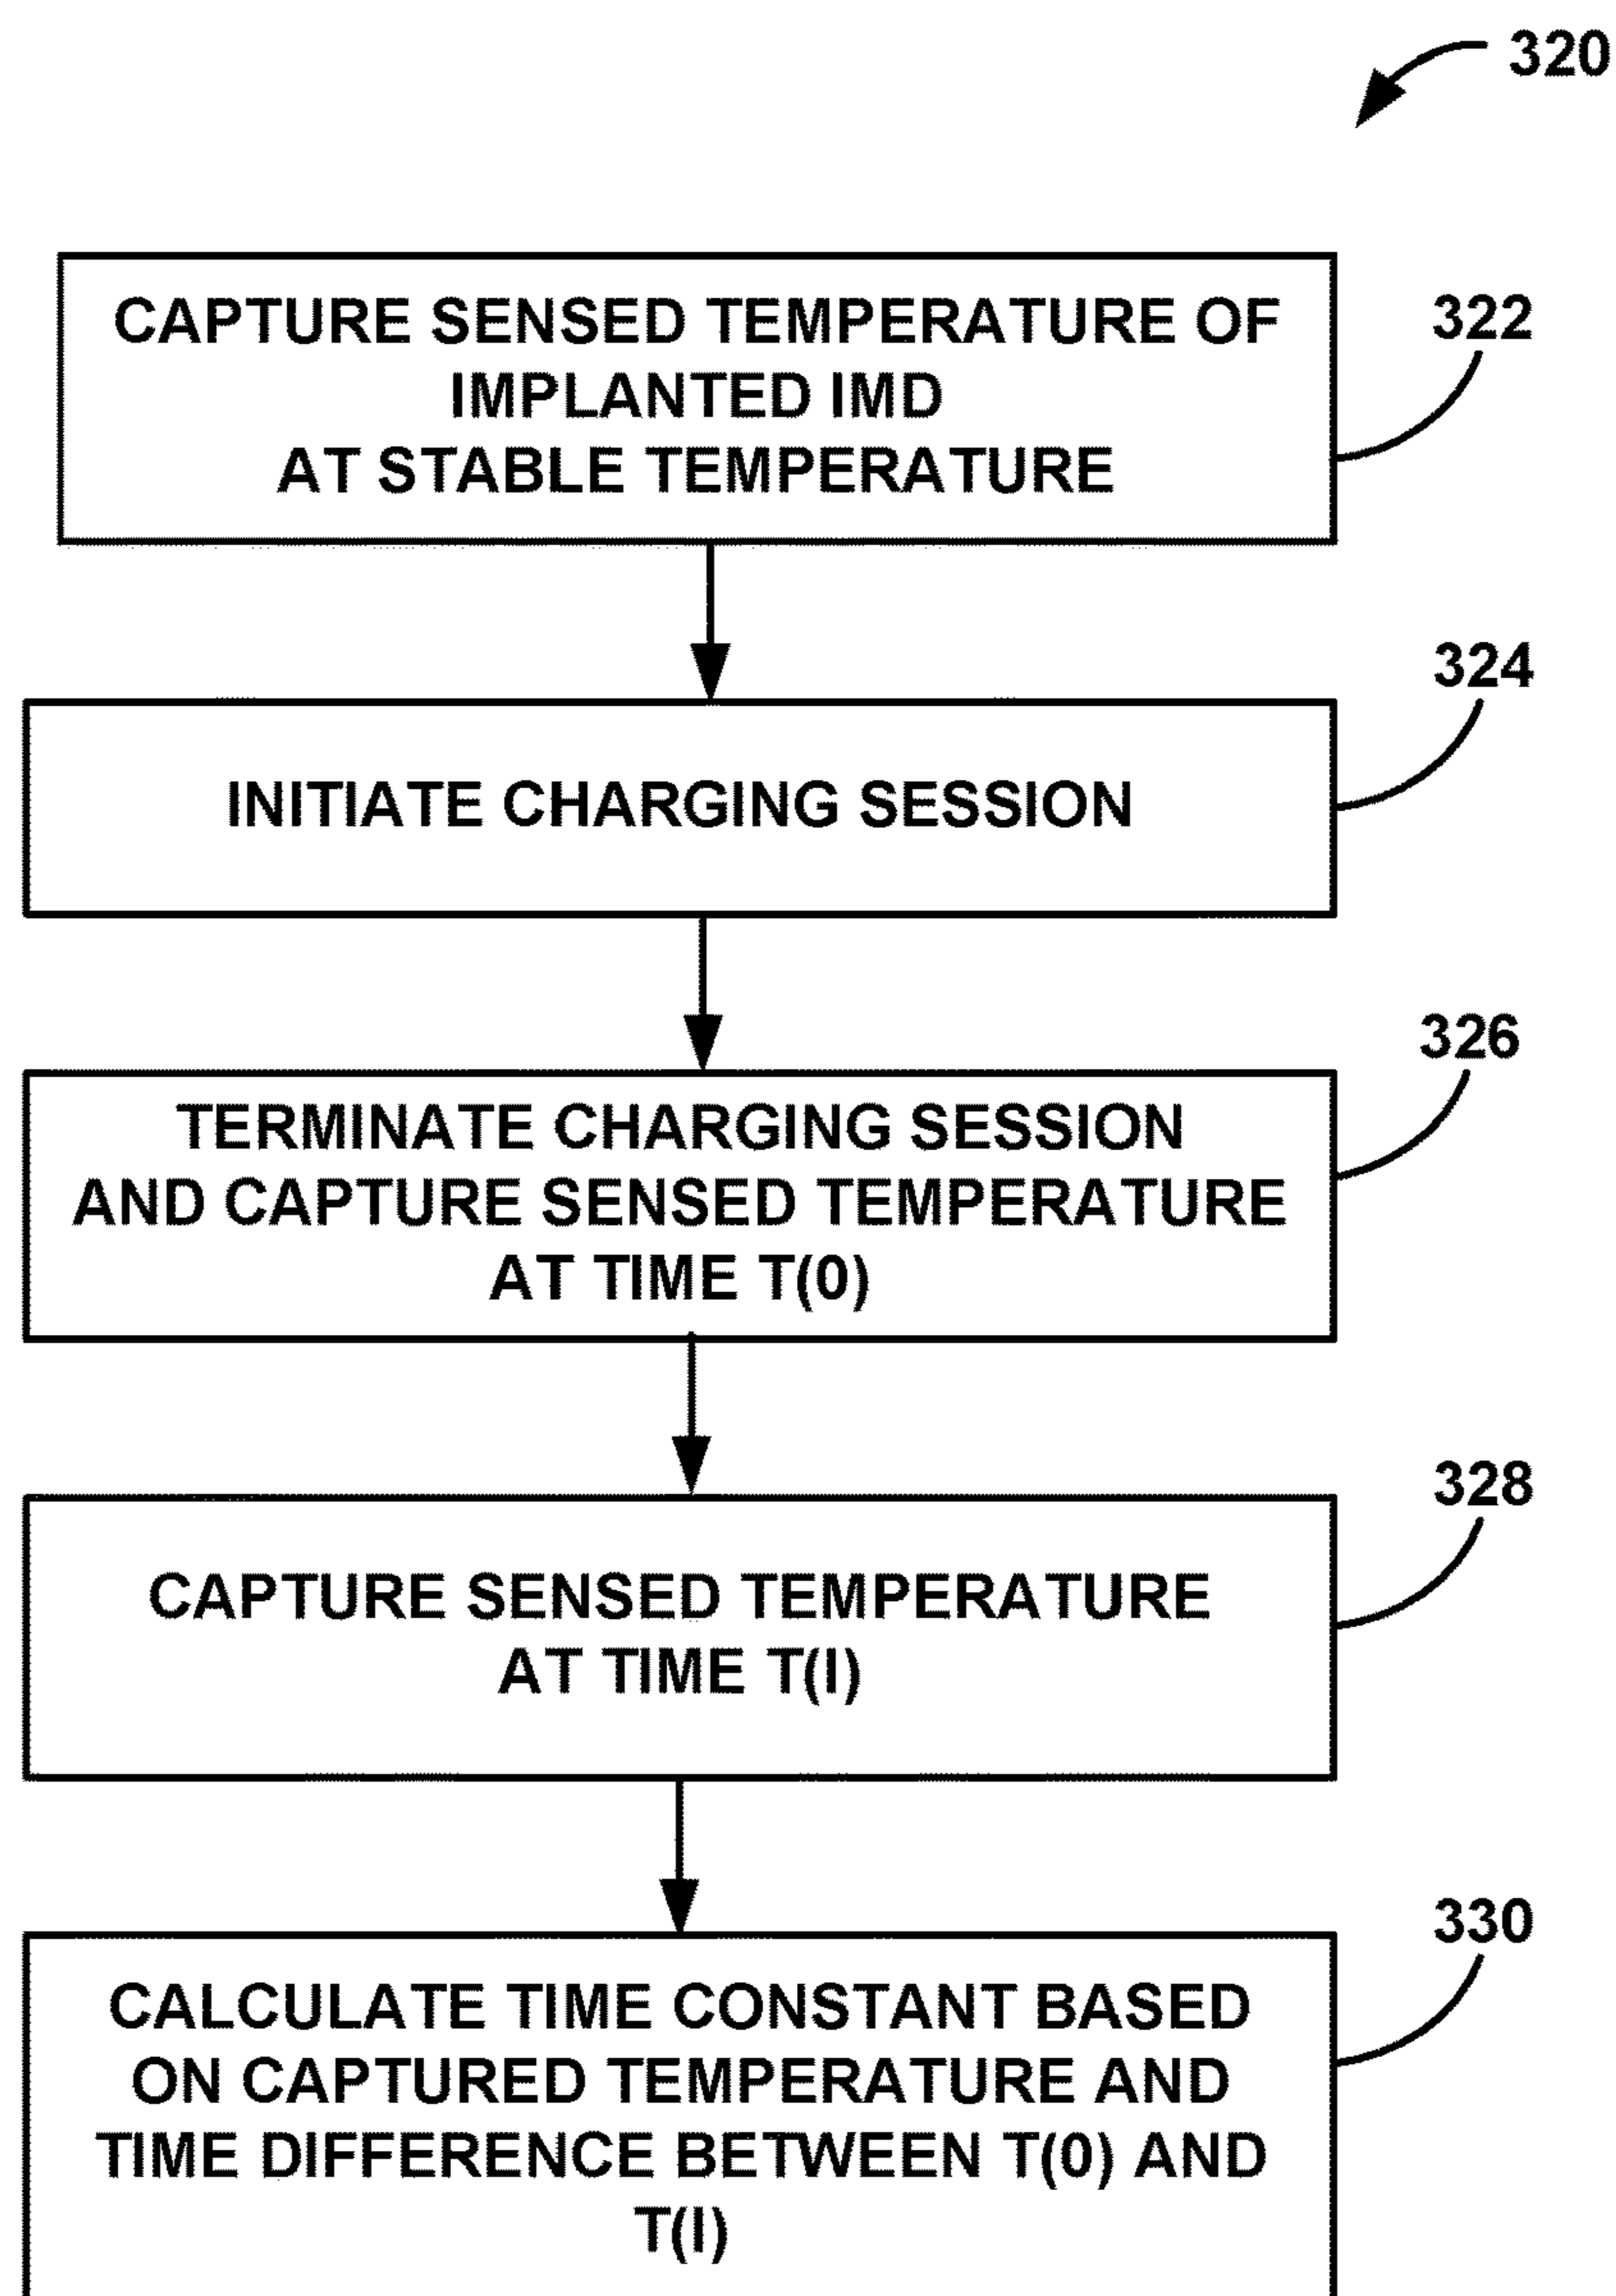 320
CAPTURE SENSED TEMPERATURE OF
IMPLANTED IMD
AT STABLE TEMPERATURE
322
INITIATE CHARGING SESSION
324
TERMINATE CHARGING SESSION
AND CAPTURE SENSED TEMPERATURE
AT TIME T(0)
326
CAPTURE SENSED TEMPERATURE
AT TIME T(I)
328
CALCULATE TIME CONSTANT BASED
ON CAPTURED TEMPERATURE AND
TIME DIFFERENCE BETWEEN T(0) AND
T(I)
330